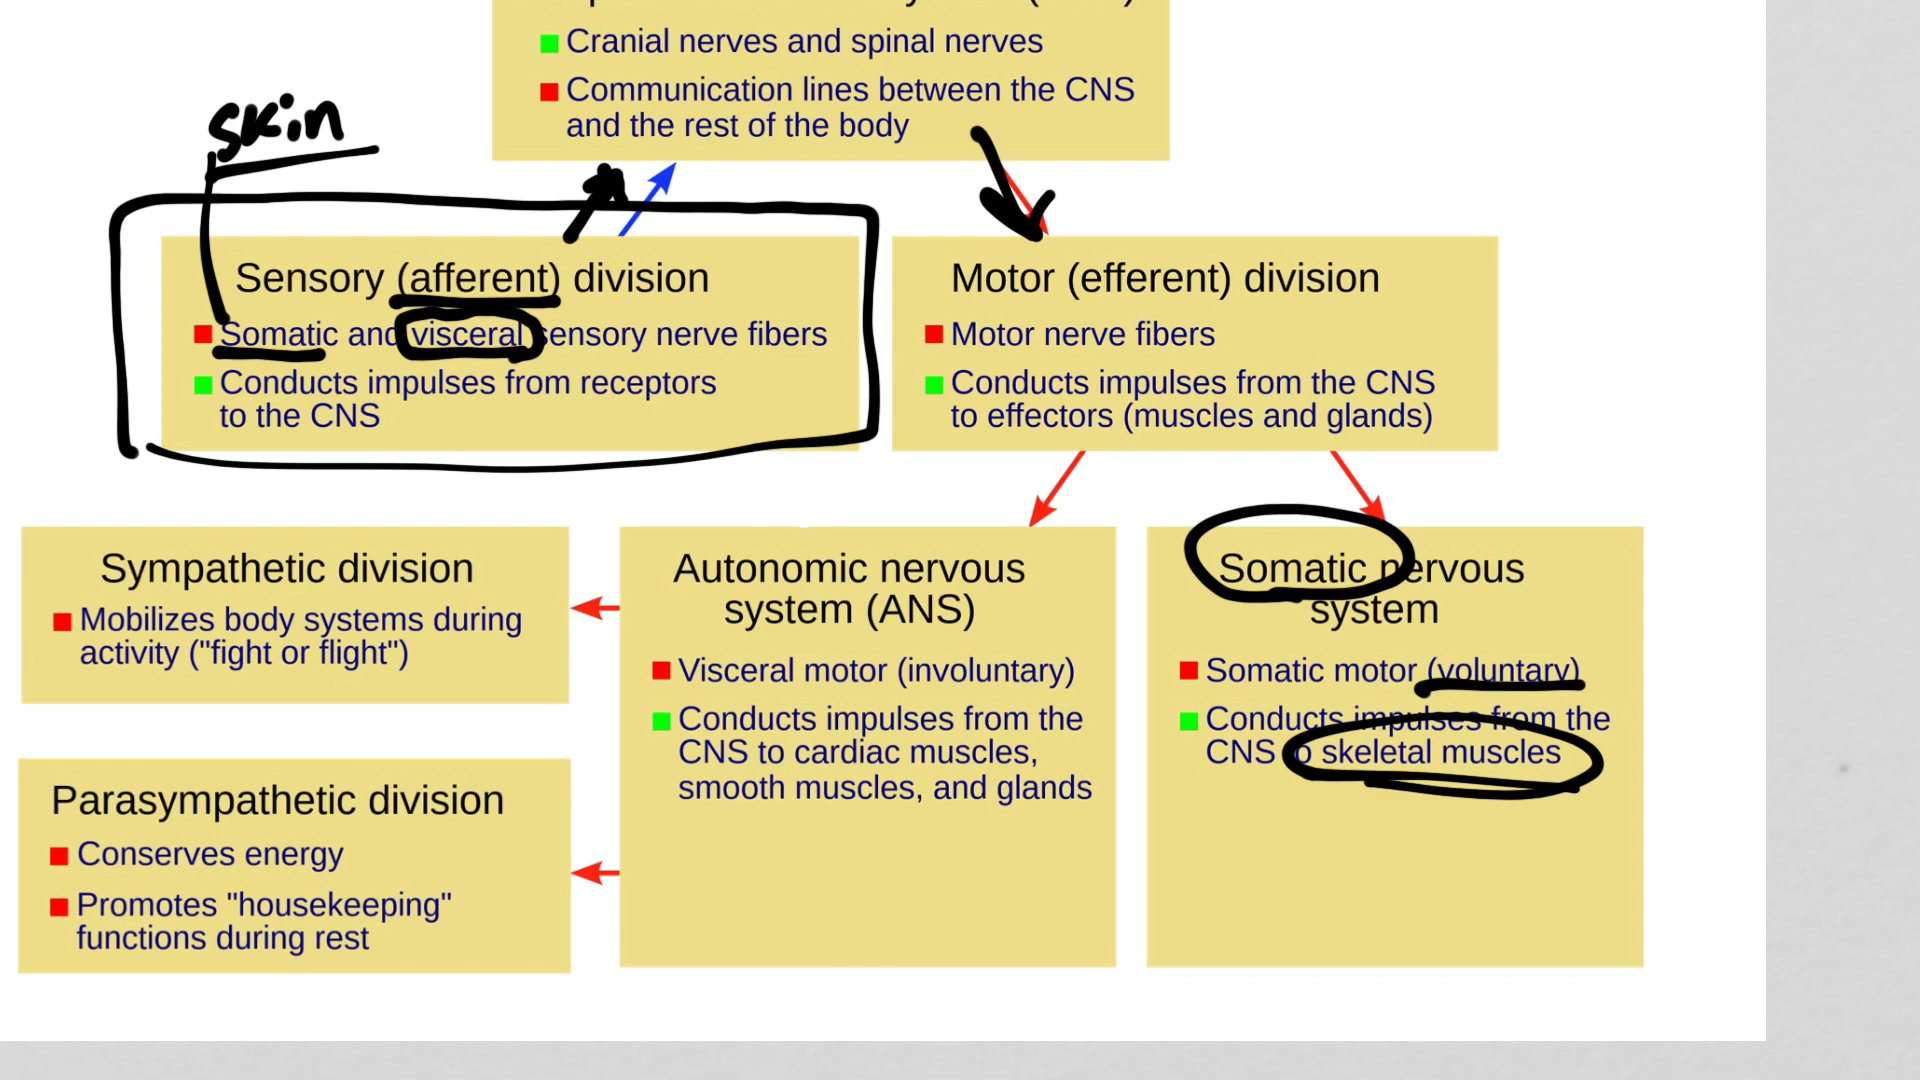 Cranial nerves and spinal nerves
Communication lines between the CNS
and the rest of the body
skin
Sensory (afferent) division
Somatic and visceral sensory nerve fibers
Conducts impulses from receptors
to the CNS
Motor (efferent) division
Motor nerve fibers
Conducts impulses from the CNS
to effectors (muscles and glands)
Sympathetic division
Mobilizes body systems during
activity ("fight or flight")
Autonomic nervous
system (ANS)
Visceral motor (involuntary)
Conducts impulses from the
CNS to cardiac muscles,
smooth muscles, and glands
Somatic nervous
system
Somatic motor (voluntary)
Conducts impulses from the
CNS to skeletal muscles
Parasympathetic division
Conserves energy
Promotes "housekeeping"
functions during rest